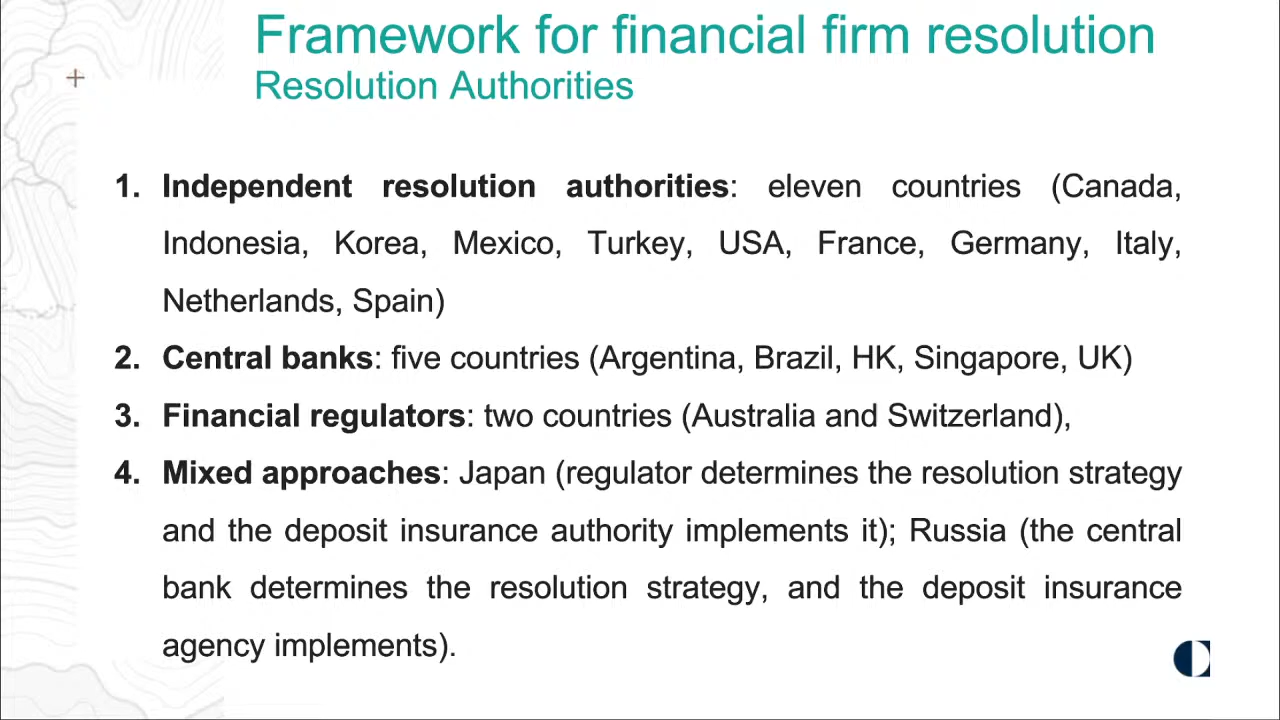 Framework for financial firm resolution
Resolution Authorities
1. Independent resolution authorities: eleven countries (Canada,
Indonesia, Korea, Mexico, Turkey, USA, France, Germany, Italy,
Netherlands, Spain)
2. Central banks: five countries (Argentina, Brazil, HK, Singapore, UK)
3. Financial regulators: two countries (Australia and Switzerland),
4. Mixed approaches: Japan (regulator determines the resolution strategy
and the deposit insurance authority implements it); Russia (the central
bank determines the resolution strategy, and the deposit insurance
agency implements).